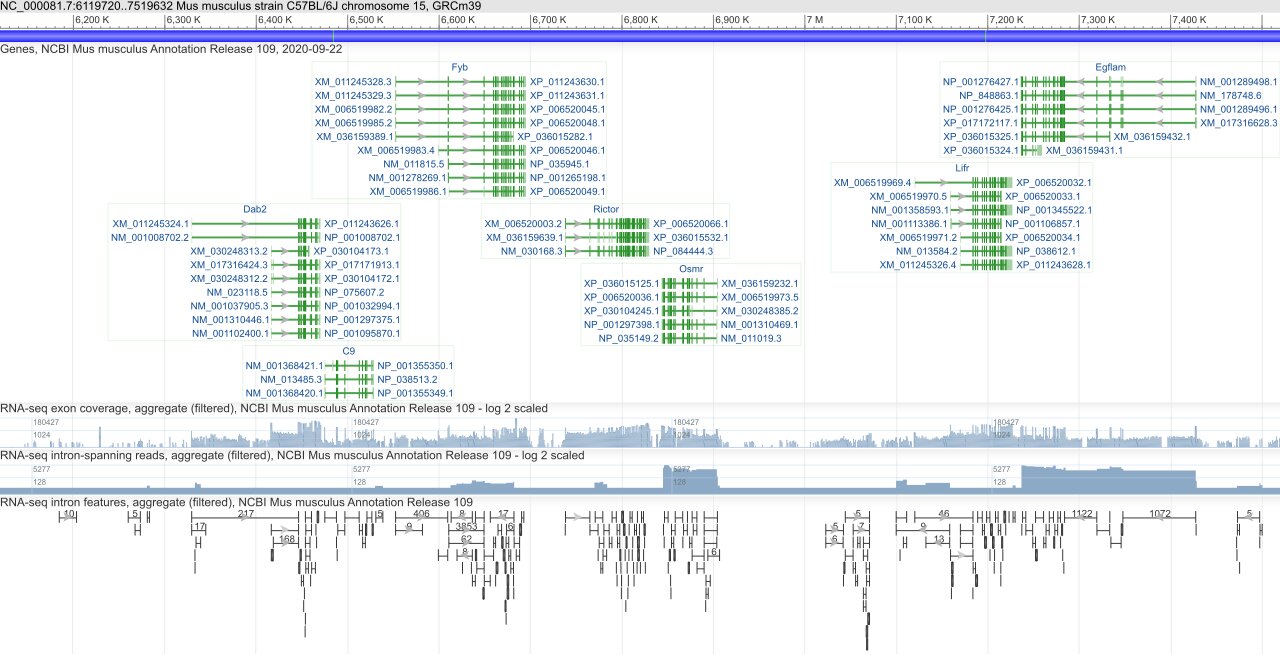 NC_000081.7:6119720..7519632 Mus musculus strain C57BL/6J chromosome 15, GRCm39
6,200 K 6,300 K 6,400 K 6,500 K 6,600 K 6,700 K 6,800 K 6,900 K 7 M 7,100 K 7,200 K 7,300 K 7,400 K
Genes, NCBI Mus musculus Annotation Release 109, 2020-09-22
Fyb
XM_011245328.3 XP_011243630.1
XM_011245329.3 XP_011243631.1
XM_006519982.2 XP_006520045.1
XM_006519985.2 XP_006520048.1
XM_036159389.1 XP_036015282.1
XM_006519983.4 XP_006520046.1
NM_011815.5 NP_035945.1
NM_001278269.1 NP_001265198.1
XM_006519986.1 XP_006520049.1
Egflam
NP_001276427.1 NM_001289498.1
NP_848863.1 NM_178748.6
NP_001276425.1 NM_001289496.1
XP_017172117.1 XM_017316628.3
XP_036015325.1 XM_036159432.1
XP_036015324.1 XM_036159431.1
Lifr
XM_006519969.4 XP_006520032.1
XM_006519970.5 XP_006520033.1
NM_001358593.1 NP_001345522.1
NM_001113386.1 NP_001106857.1
XM_006519971.2 XP_006520034.1
NM_013584.2 NP_038612.1
XM_011245326.4 XP_011243628.1
Dab2
XM_011245324.1 XP_011243626.1
NM_001008702.2 NP_001008702.1
XM_030248313.2 XP_030104173.1
XM_017316424.3 XP_017171913.1
XM_030248312.2 XP_030104172.1
NM_023118.5 NP_075607.2
NM_001037905.3 NP_001032994.1
NM_001310446.1 NP_001297375.1
NM_001102400.1 NP_001095870.1
Rictor
XM_006520003.2 XP_006520066.1
XM_036159639.1 XP_036015532.1
NM_030168.3 NP_084444.3
Osmr
XP_036015125.1 XM_036159232.1
XP_006520036.1 XM_006519973.5
XP_030104245.1 XM_030248385.2
NP_001297398.1 NM_001310469.1
NP_035149.2 NM_011019.3
C9
NM_001368421.1 NP_001355350.1
NM_013485.3 NP_038513.2
NM_001368420.1 NP_001355349.1
RNA-seq exon coverage, aggregate (filtered), NCBI Mus musculus Annotation Release 109 - log 2 scaled
180427 180427 180427 180427
1024 1024 1024 1024
RNA-seq intron-spanning reads, aggregate (filtered), NCBI Mus musculus Annotation Release 109 - log 2 scaled
5277 5277 5277 5277
128 128 128 128
RNA-seq intron features, aggregate (filtered), NCBI Mus musculus Annotation Release 109
10 5 217 5 406 8 17 5 46 1122 1072 5
17 9 3853 6 5 7 9
168 62 6 13
8 6